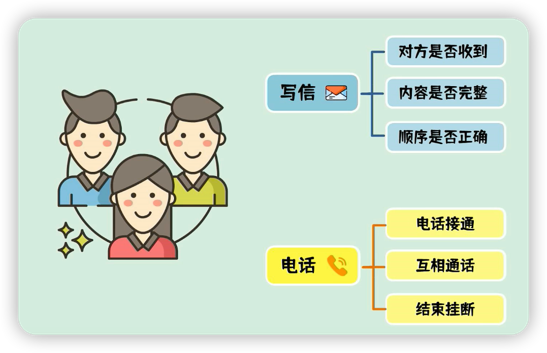 写信
对方是否收到
内容是否完整
顺序是否正确
电话
电话接通
互相通话
结束挂断